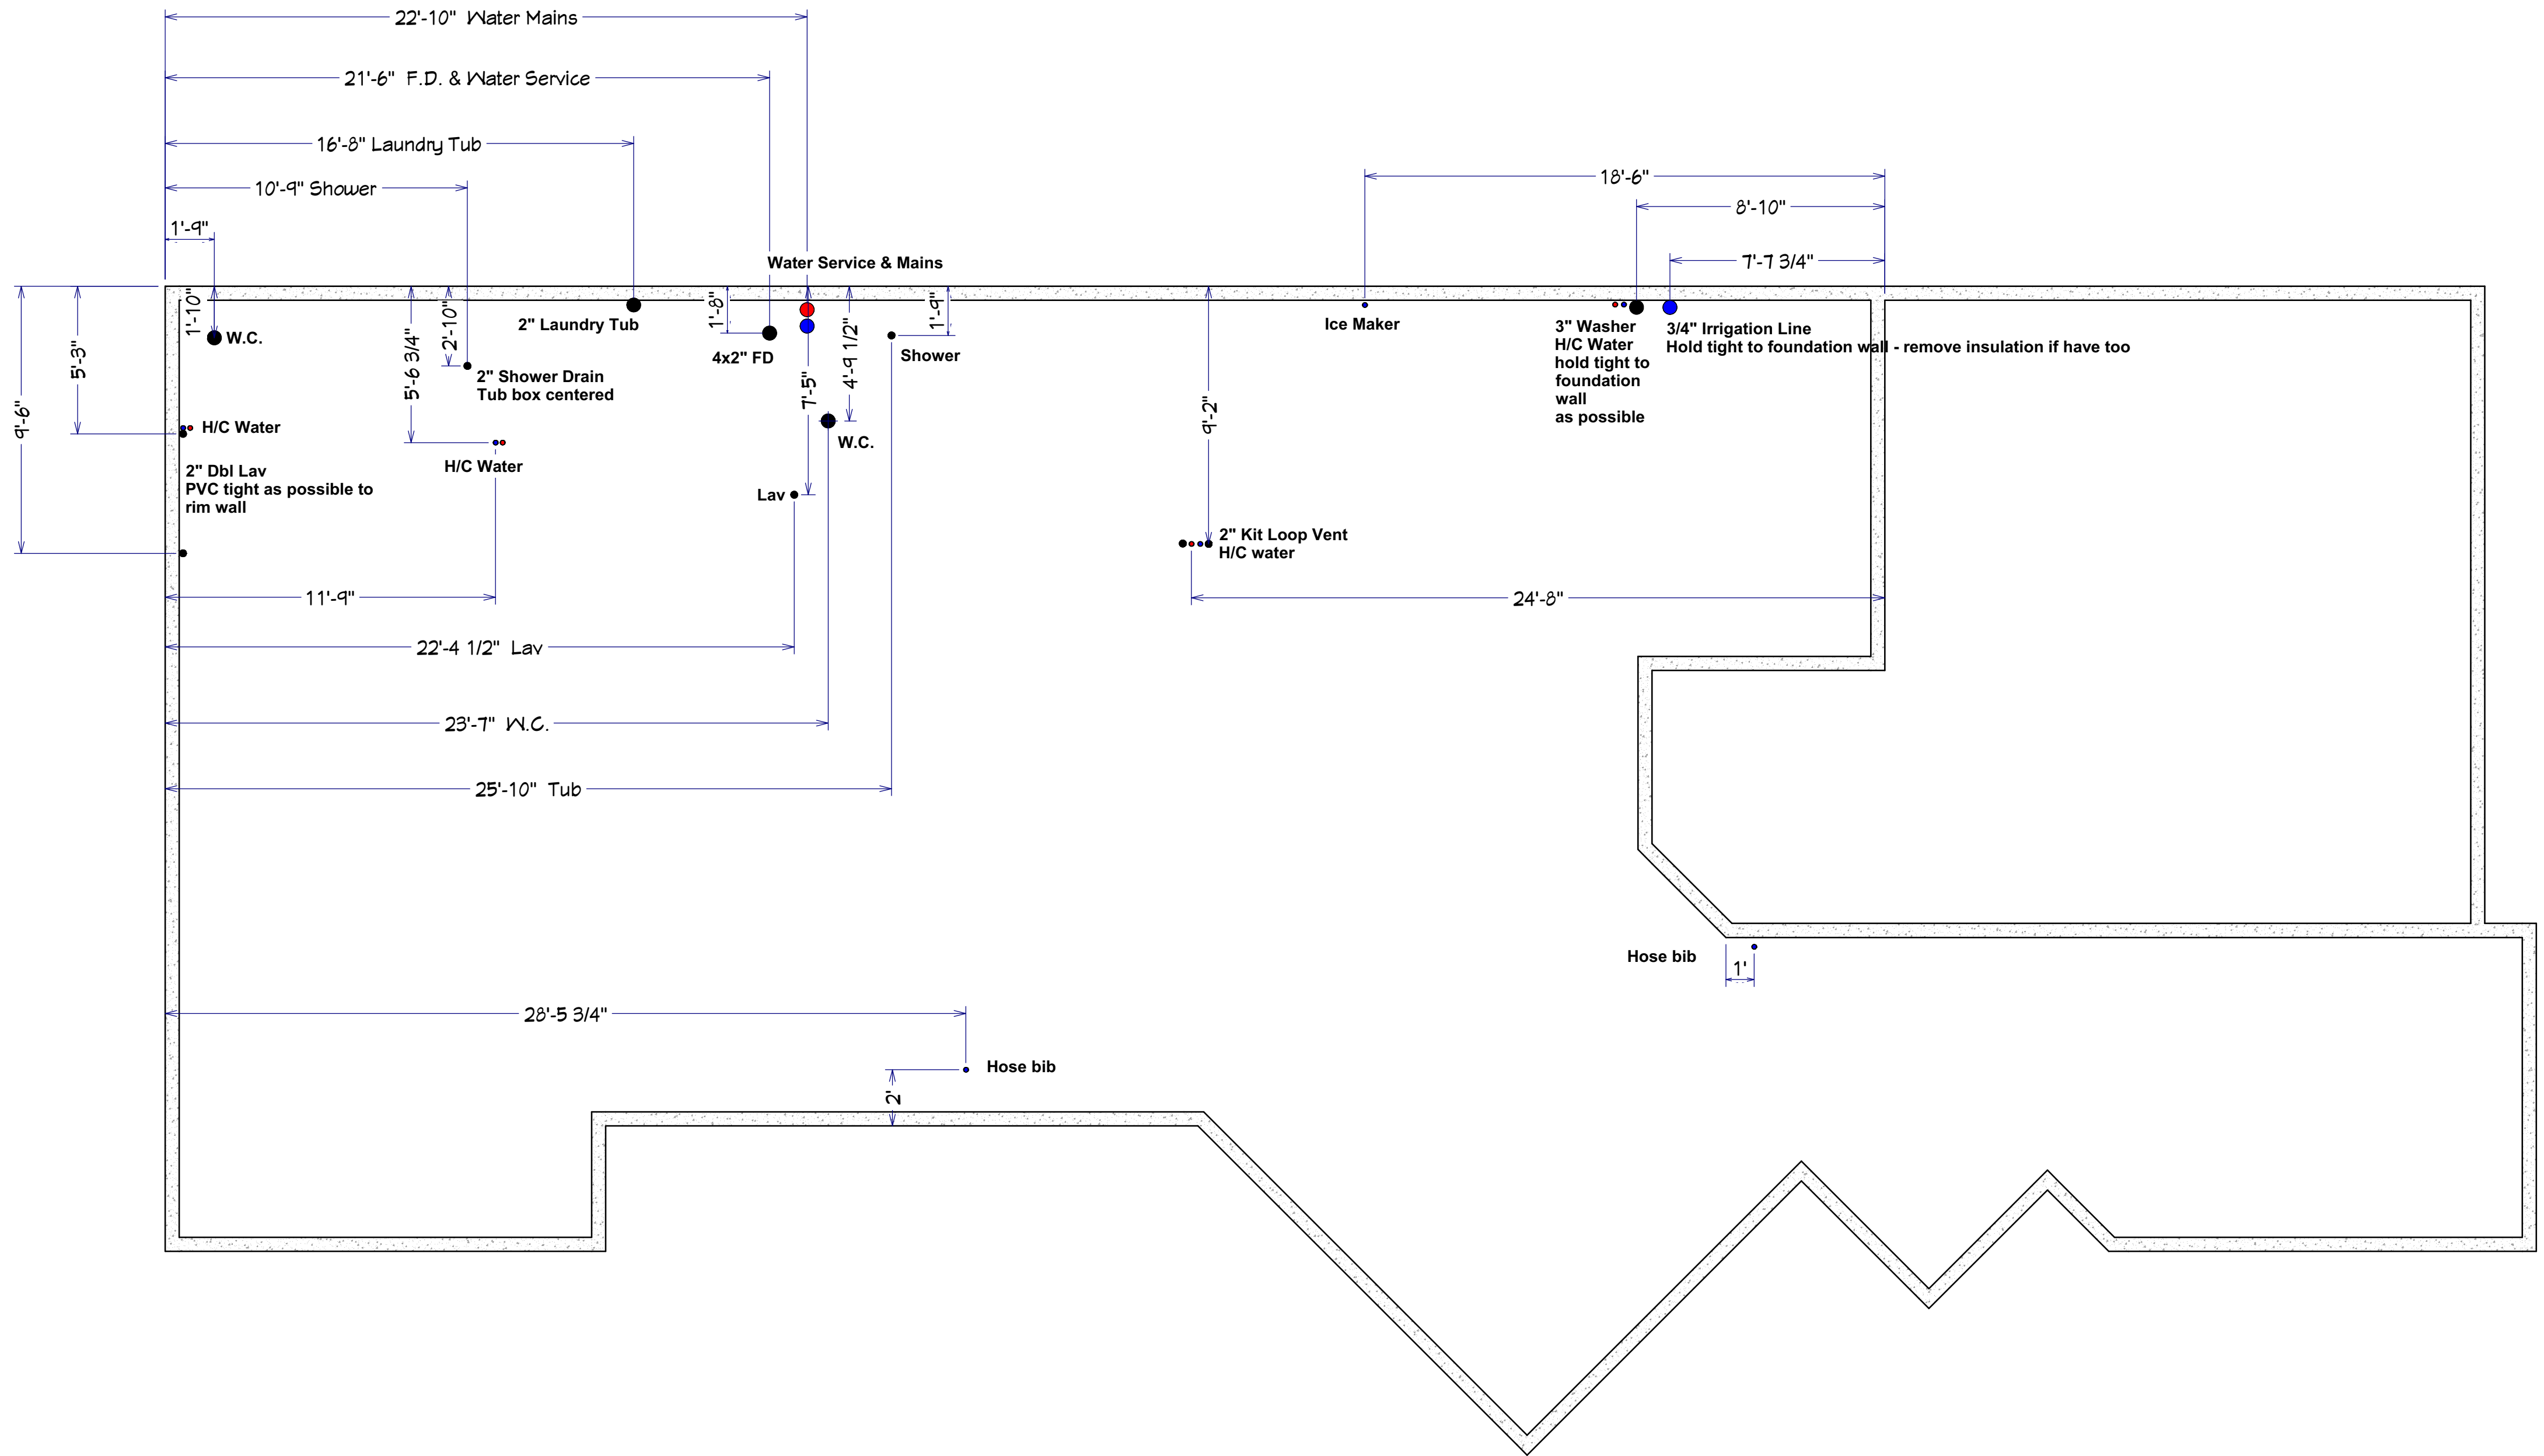 22'-10" Water Mains
21'-6" F.D. & Water Service
16'-8" Laundry Tub
10'-9" Shower
1'-9"
18'-6"
8'-10"
7'-7 3/4"
Water Service & Mains
1'-10"
W.C.
5'-3"
9'-6"
H/C Water
2" Dbl Lav
PVC tight as possible to
rim wall
5'-6 3/4"
2'-10"
2" Shower Drain
Tub box centered
H/C Water
2" Laundry Tub
1'-8"
4x2" FD
7'-5"
4'-9 1/2"
1'-9"
Shower
W.C.
Lav
Ice Maker
3" Washer
H/C Water
hold tight to
foundation
wall
as possible
3/4" Irrigation Line
Hold tight to foundation wall - remove insulation if have too
9'-2"
2" Kit Loop Vent
H/C water
11'-9"
24'-8"
22'-4 1/2" Lav
23'-7" W.C.
25'-10" Tub
Hose bib
1'
28'-5 3/4"
Hose bib
2'